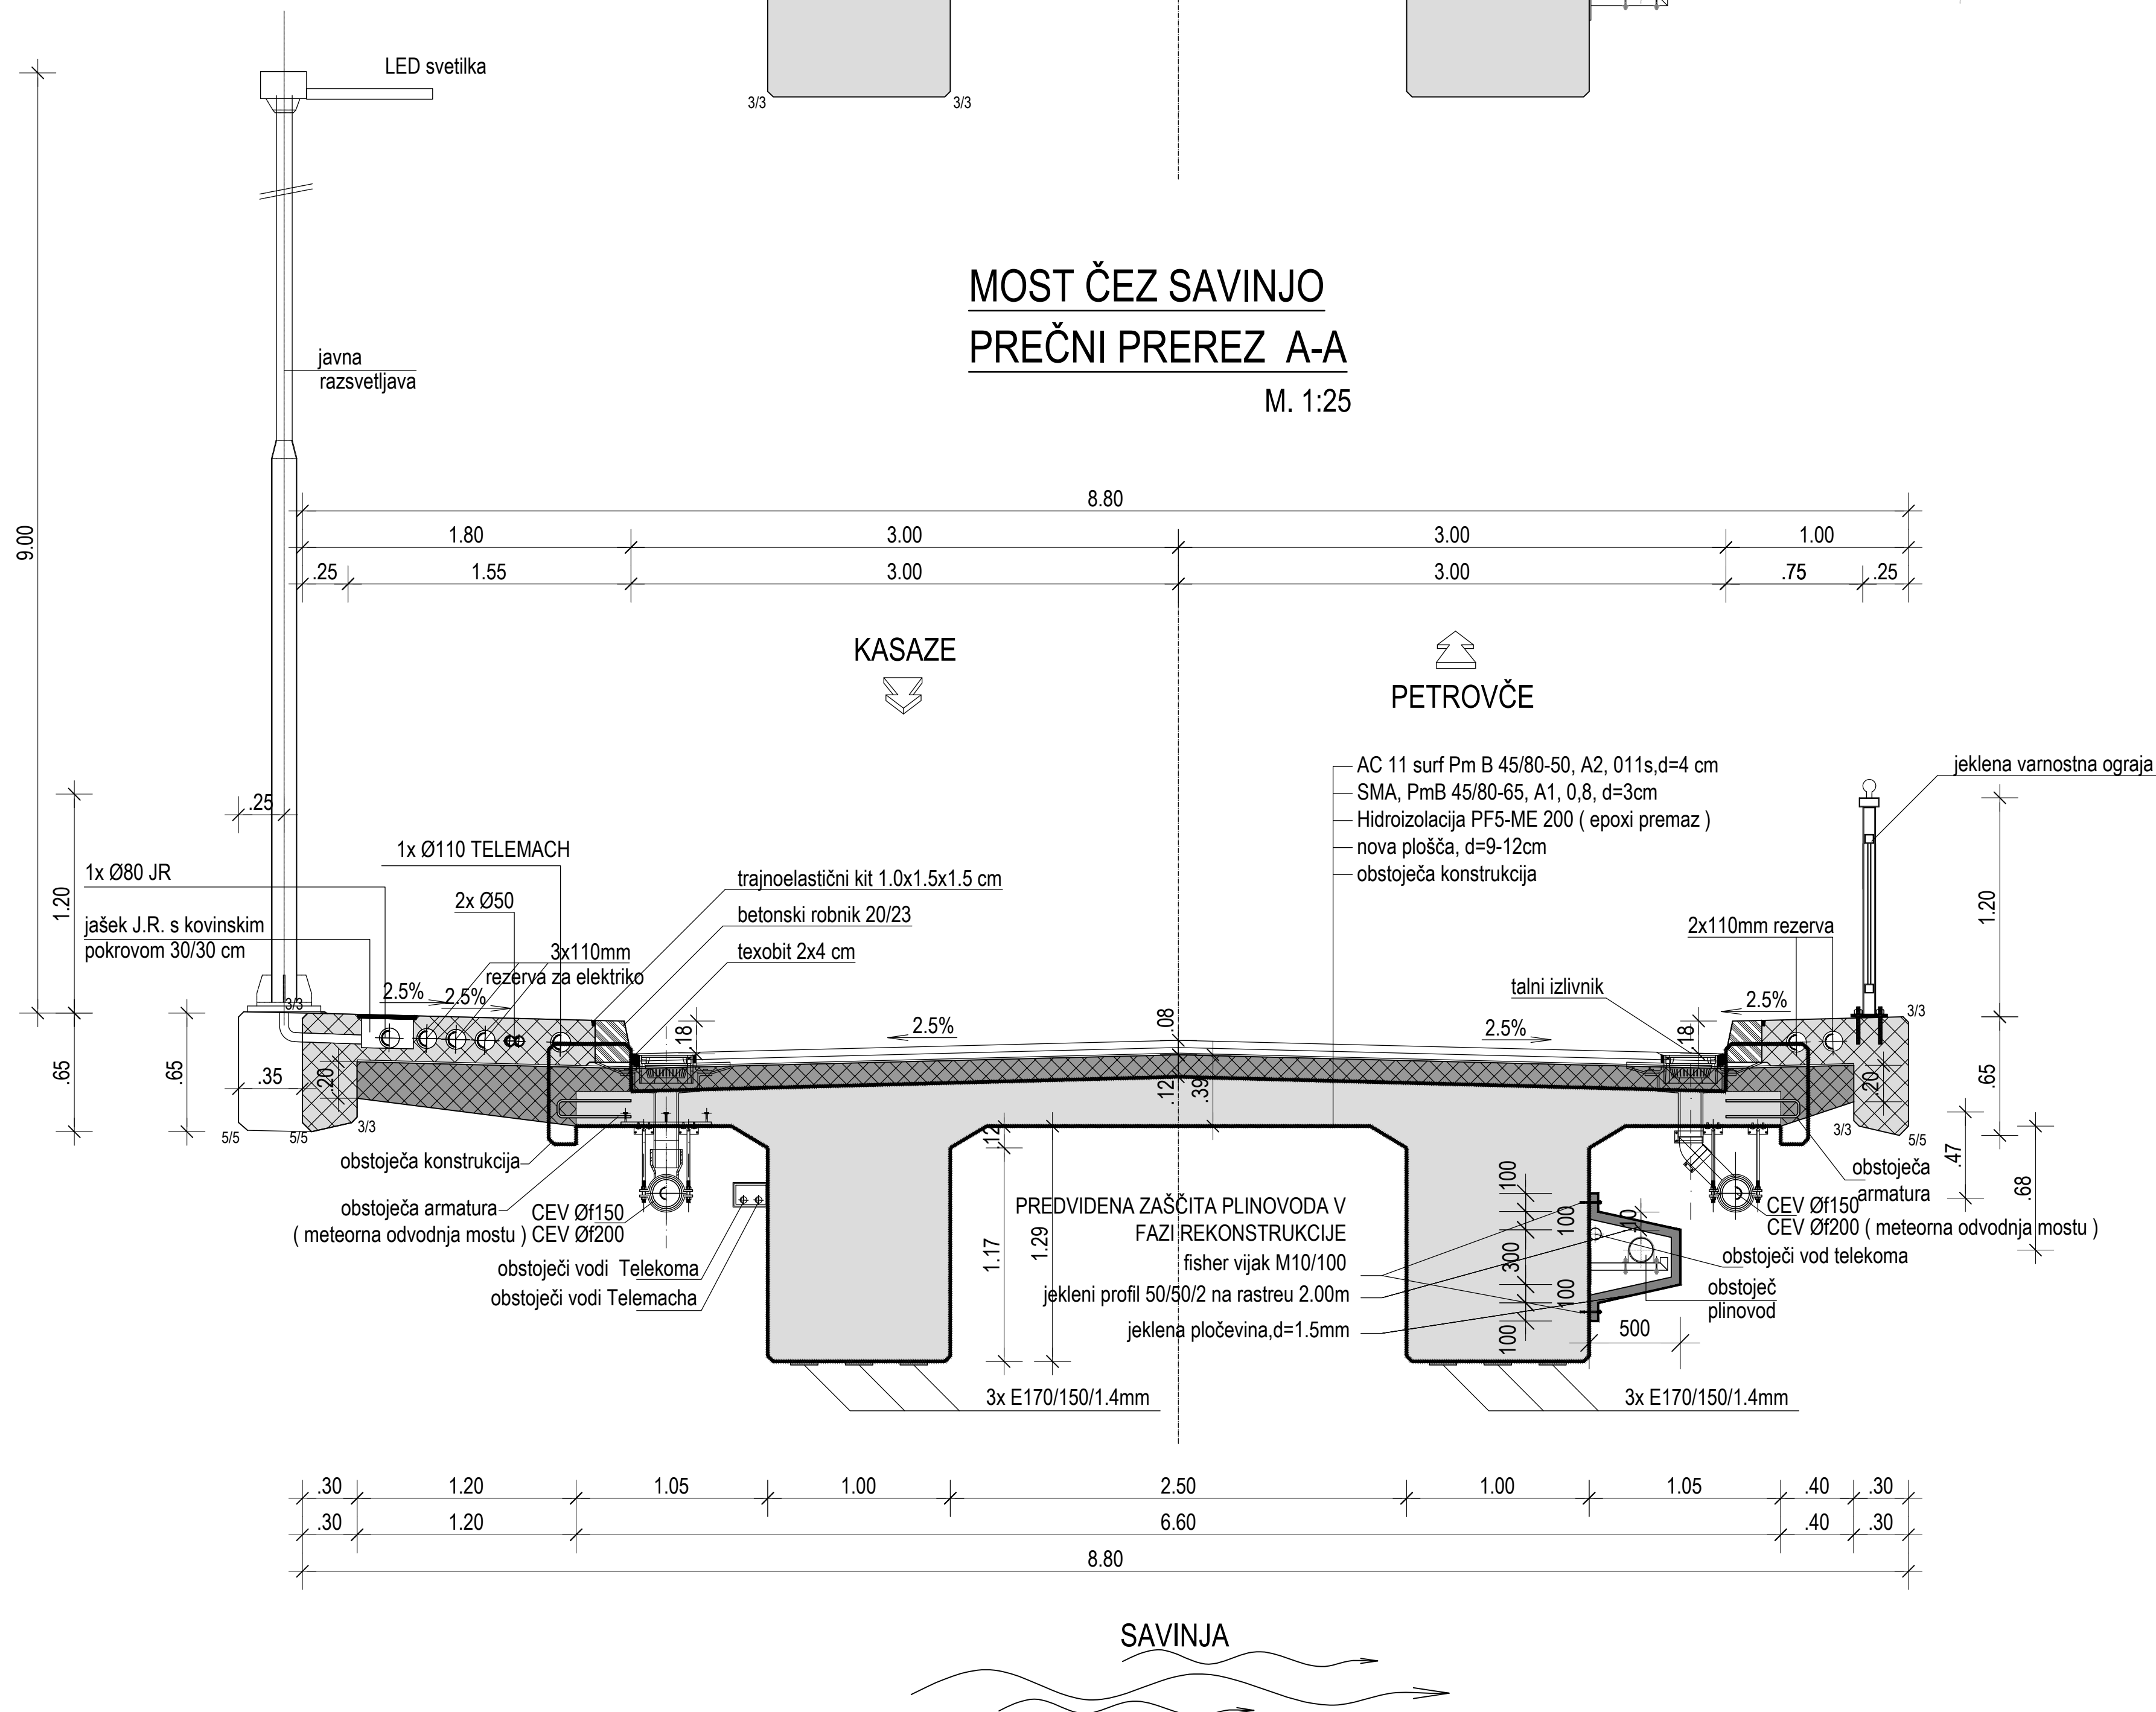 LED svetilka
3/3
3/3
MOST ČEZ SAVINJO
PREČNI PREREZ A-A
M. 1:25
javna
razsvetljava
9.00
8.80
1.80
3.00
3.00
1.00
.25
1.55
3.00
3.00
.75
.25
KASAZE
PETROVČE
AC 11 surf Pm B 45/80-50, A2, 011s,d=4 cm
SMA, PmB 45/80-65, A1, 0,8, d=3cm
Hidroizolacija PF5-ME 200 ( epoxi premaz )
nova plošča, d=9-12cm
obstoječa konstrukcija
jeklena varnostna ograja
.25
1.20
1x Ø110 TELEMACH
1x Ø80 JR
2x Ø50
jašek J.R. s kovinskim
pokrovom 30/30 cm
3x110mm
rezerva za elektriko
trajnoelastični kit 1.0x1.5x1.5 cm
betonski robnik 20/23
texobit 2x4 cm
2x110mm rezerva
talni izlivnik
1.20
2.5%
2.5%
2.5%
2.5%
2.5%
3/3
3/3
18
18
.08
.12
.39
.65
.65
.35
.20
.20
.65
5/5
5/5
3/3
3/3
5/5
.47
.68
obstoječa konstrukcija
obstoječa armatura
CEV Øf150
( meteorna odvodnja mostu ) CEV Øf200
obstoječi vodi Telekoma
obstoječi vodi Telemacha
.12
1.17
1.29
PREDVIDENA ZAŠČITA PLINOVODA V
FAZI REKONSTRUKCIJE
fisher vijak M10/100
jekleni profil 50/50/2 na rastreu 2.00m
jeklena pločevina,d=1.5mm
100
100
300
100
100
.10
500
obstoječa
armatura
CEV Øf150
CEV Øf200 ( meteorna odvodnja mostu )
obstoječi vod telekoma
obstoječ
plinovod
3x E170/150/1.4mm
3x E170/150/1.4mm
.30
1.20
1.05
1.00
2.50
1.00
1.05
.40
.30
.30
1.20
6.60
.40
.30
8.80
SAVINJA